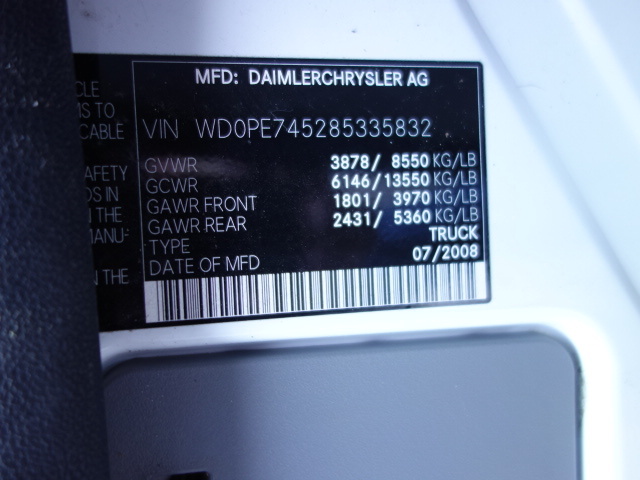 MFD: DAIMLERCHRYSLER AG
VIN WD0PE745285335832
GVWR 3878/ 8550 KG/LB
GCWR 6146/13550 KG/LB
GAWR FRONT 1801/ 3970 KG/LB
GAWR REAR 2431/ 5360 KG/LB
TYPE TRUCK
DATE OF MFD 07/2008
CLE
MS TO
ICABLE
AFETY
DS IN
N THE
MANU-
N THE